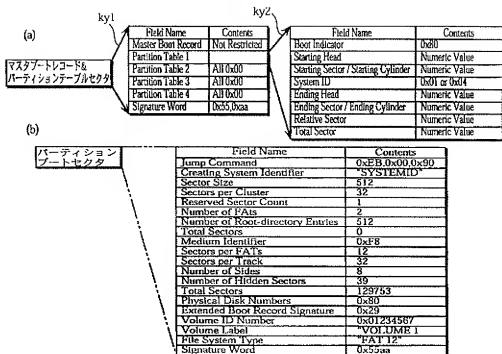 ky1
ky2
(a)
Field Name Contents
Master Boot Record Not Restricted
Partition Table 1
Partition Table 2 All 0x00
Partition Table 3 All 0x00
Partition Table 4 All 0x00
Signature Word 0x55,0xaa
マスタブートレコード&
パーティションテーブルセクタ
Field Name Contents
Boot Indicator 0x80
Starting Head Numeric Value
Starting Sector / Starting Cylinder Numeric Value
System ID 0x01 or 0x04
Ending Head Numeric Value
Ending Sector / Ending Cylinder Numeric Value
Relative Sector Numeric Value
Total Sector Numeric Value
(b)
パーティション
ブートセクタ
Field Name Contents
Jump Command 0xEB,0x00,0x90
Creating System Identifier "SYSTEMID"
Sector Size 512
Sectors per Cluster 32
Reserved Sector Count 1
Number of FAts 2
Number of Root-directory Entries 512
Total Sectors 0
Medium Identifier 0xF8
Sectors per FATs 12
Sectors per Track 32
Number of Sides 8
Number of Hidden Sectors 39
Total Sectors 129753
Physical Disk Numbers 0x80
Extended Boot Record Signature 0x29
Volume ID Number 0x01234567
Volume Label "VOLUME 1
File System Type "FAT 12"
Signature Word 0x55aa